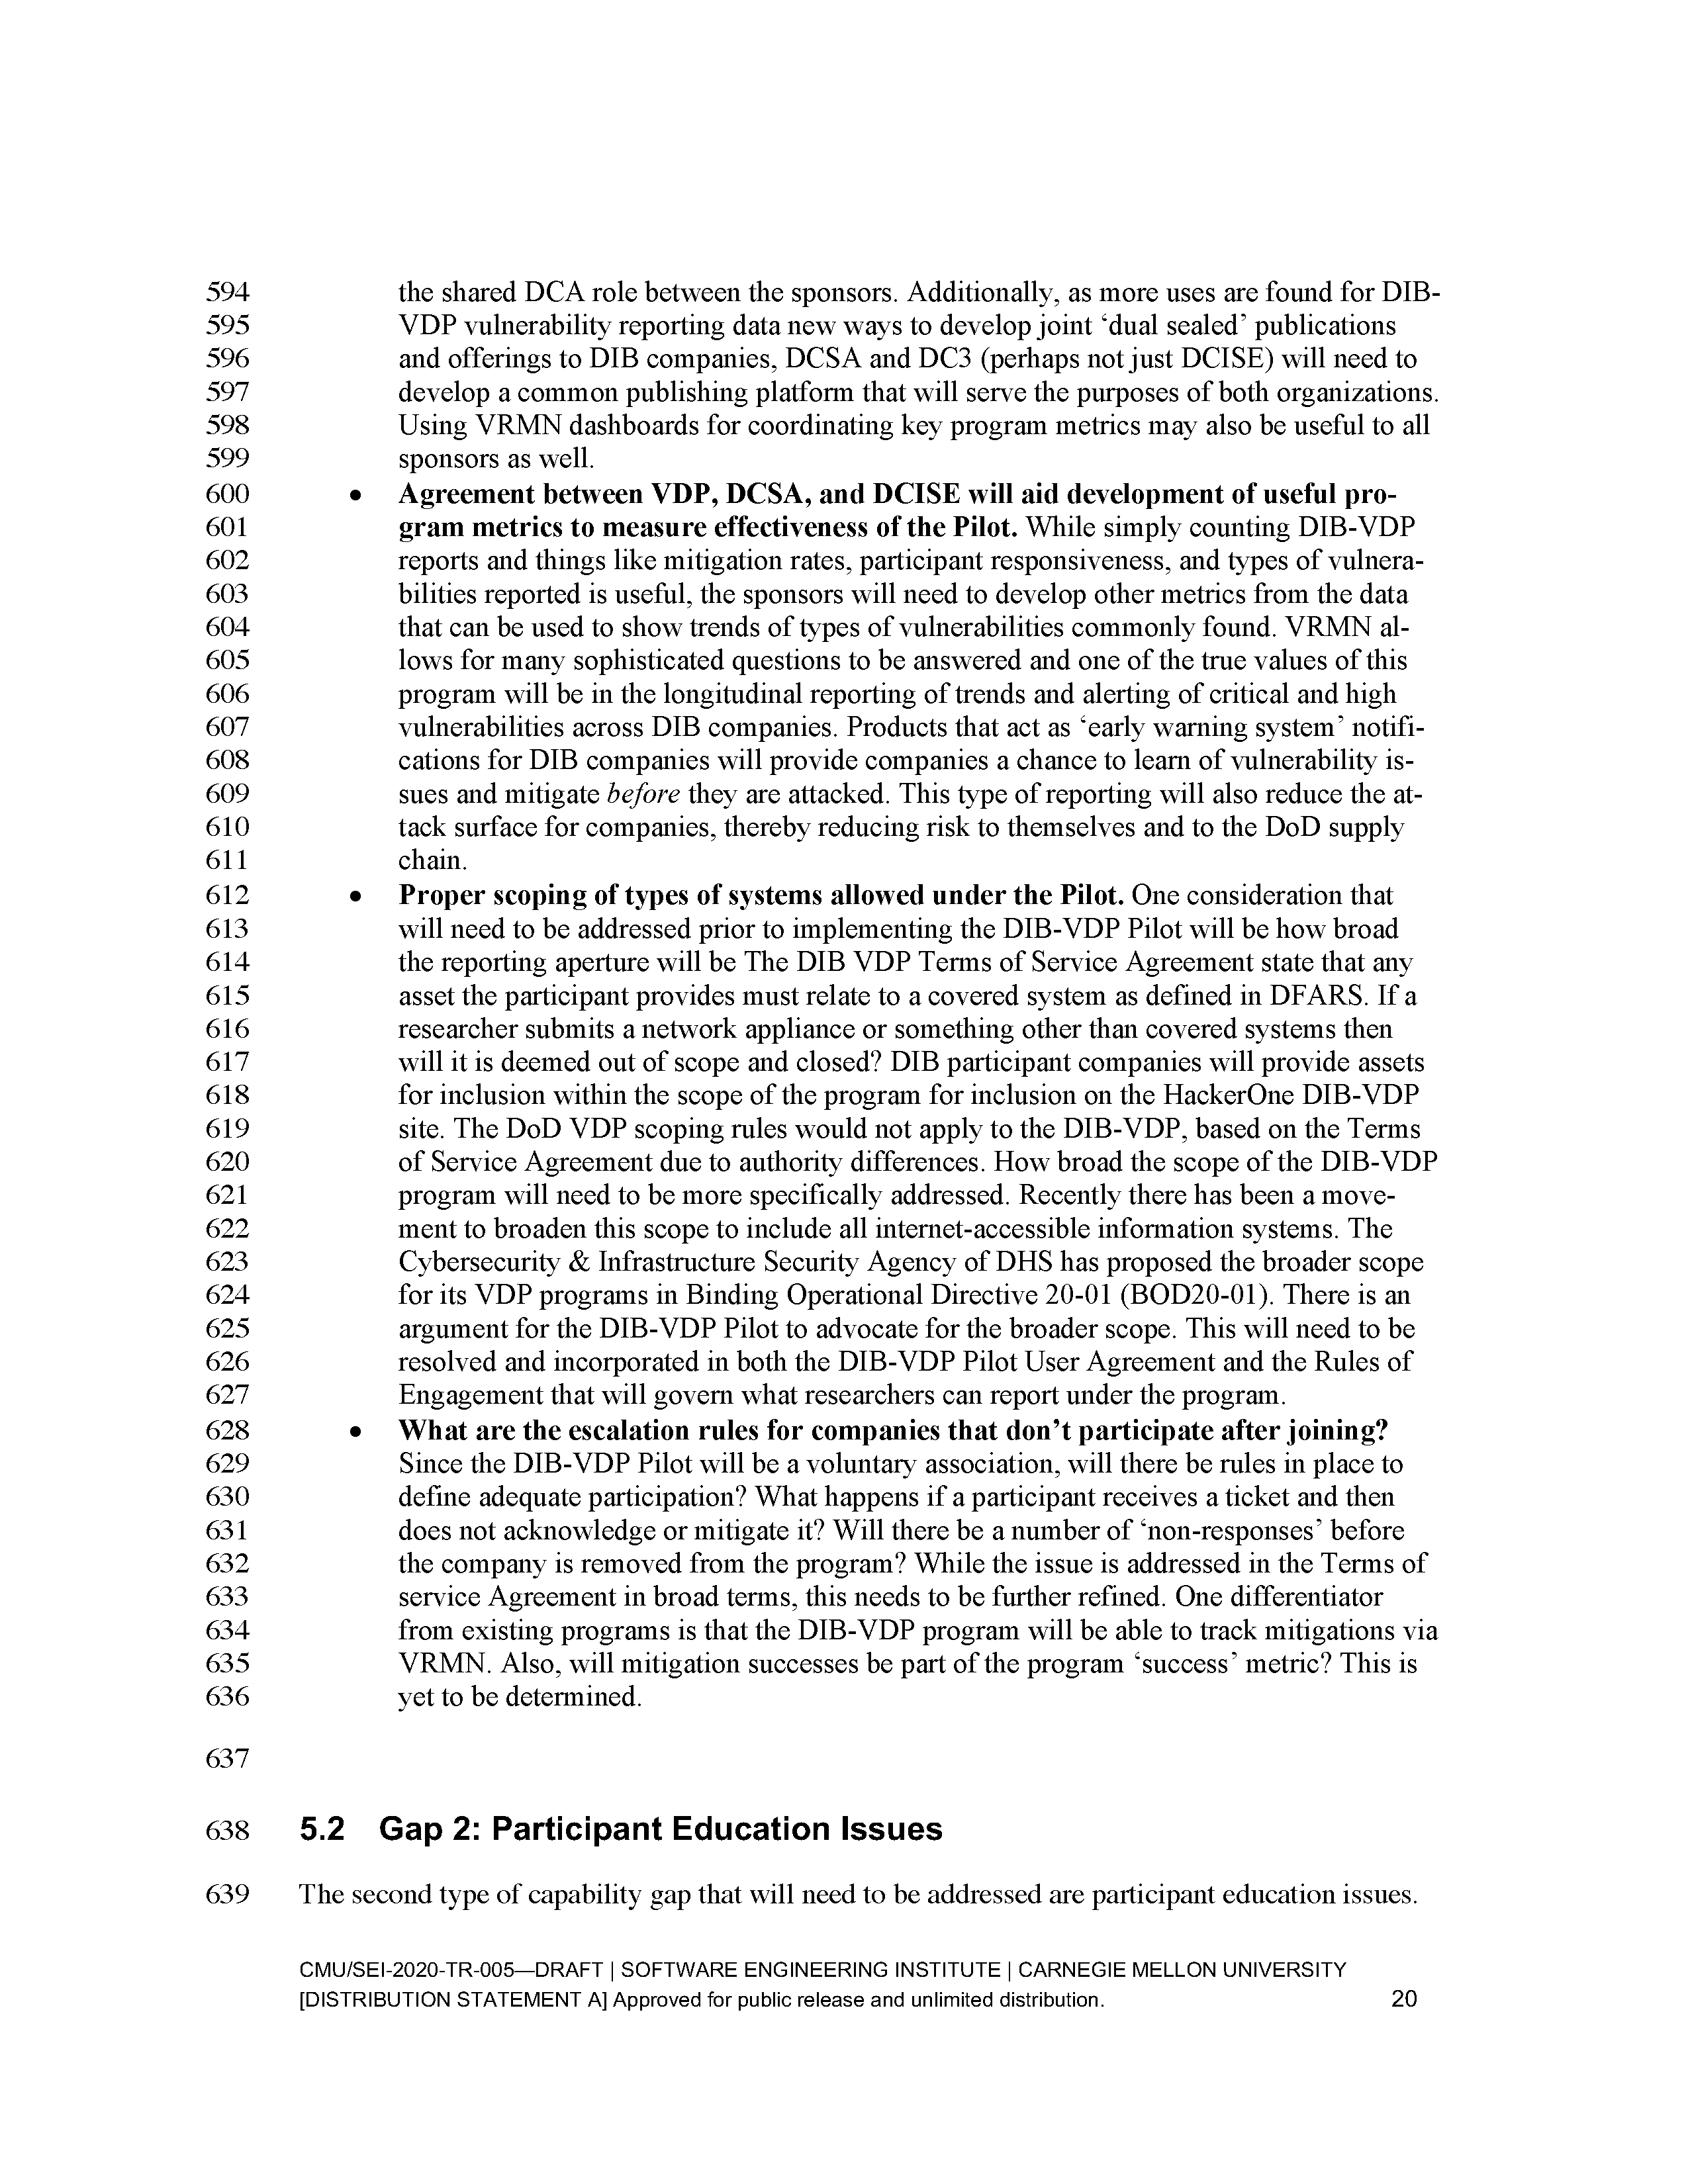 594 the shared DCA role between the sponsors. Additionally, as more uses are found for DIB-
595 VDP vulnerability reporting data new ways to develop joint ‘dual sealed’ publications
596 and offerings to DIB companies, DCSA and DC3 (perhaps not just DCISE) will need to
597 develop a common publishing platform that will serve the purposes of both organizations.
598 Using VRMN dashboards for coordinating key program metrics may also be useful to all
599 sponsors as well.
600 • Agreement between VDP, DCSA, and DCISE will aid development of useful pro-
601 gram metrics to measure effectiveness of the Pilot. While simply counting DIB-VDP
602 reports and things like mitigation rates, participant responsiveness, and types of vulnera-
603 bilities reported is useful, the sponsors will need to develop other metrics from the data
604 that can be used to show trends of types of vulnerabilities commonly found. VRMN al-
605 lows for many sophisticated questions to be answered and one of the true values of this
606 program will be in the longitudinal reporting of trends and alerting of critical and high
607 vulnerabilities across DIB companies. Products that act as ‘early warning system’ notifi-
608 cations for DIB companies will provide companies a chance to learn of vulnerability is-
609 sues and mitigate before they are attacked. This type of reporting will also reduce the at-
610 tack surface for companies, thereby reducing risk to themselves and to the DoD supply
611 chain.
612 • Proper scoping of types of systems allowed under the Pilot. One consideration that
613 will need to be addressed prior to implementing the DIB-VDP Pilot will be how broad
614 the reporting aperture will be The DIB VDP Terms of Service Agreement state that any
615 asset the participant provides must relate to a covered system as defined in DFARS. If a
616 researcher submits a network appliance or something other than covered systems then
617 will it is deemed out of scope and closed? DIB participant companies will provide assets
618 for inclusion within the scope of the program for inclusion on the HackerOne DIB-VDP
619 site. The DoD VDP scoping rules would not apply to the DIB-VDP, based on the Terms
620 of Service Agreement due to authority differences. How broad the scope of the DIB-VDP
621 program will need to be more specifically addressed. Recently there has been a move-
622 ment to broaden this scope to include all internet-accessible information systems. The
623 Cybersecurity & Infrastructure Security Agency of DHS has proposed the broader scope
624 for its VDP programs in Binding Operational Directive 20-01 (BOD20-01). There is an
625 argument for the DIB-VDP Pilot to advocate for the broader scope. This will need to be
626 resolved and incorporated in both the DIB-VDP Pilot User Agreement and the Rules of
627 Engagement that will govern what researchers can report under the program.
628 • What are the escalation rules for companies that don’t participate after joining?
629 Since the DIB-VDP Pilot will be a voluntary association, will there be rules in place to
630 define adequate participation? What happens if a participant receives a ticket and then
631 does not acknowledge or mitigate it? Will there be a number of ‘non-responses’ before
632 the company is removed from the program? While the issue is addressed in the Terms of
633 service Agreement in broad terms, this needs to be further refined. One differentiator
634 from existing programs is that the DIB-VDP program will be able to track mitigations via
635 VRMN. Also, will mitigation successes be part of the program ‘success’ metric? This is
636 yet to be determined.
637
638 5.2 Gap 2: Participant Education Issues
639 The second type of capability gap that will need to be addressed are participant education issues.
CMU/SEI-2020-TR-005—DRAFT | SOFTWARE ENGINEERING INSTITUTE | CARNEGIE MELLON UNIVERSITY
[DISTRIBUTION STATEMENT A] Approved for public release and unlimited distribution. 20